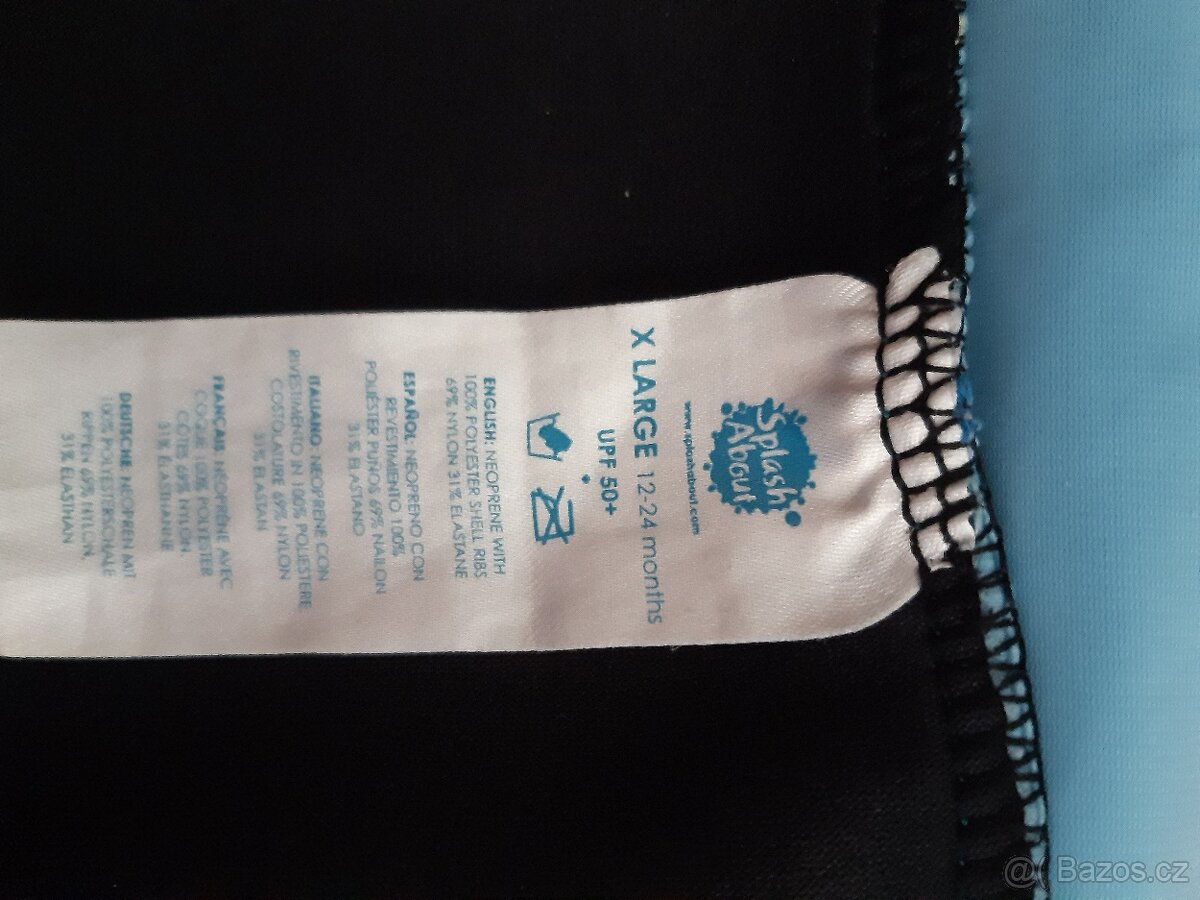 Splash
About
www.splashabout.com
X LARGE 12-24 months
UPF 50+
ENGLISH: NEOPRENE WITH
100% POLYESTER SHELL RIBS
69% NYLON 31% ELASTANE
ESPAÑOL: NEOPRENO CON
REVESTIMIENTO 100%
POLIÉSTER PUÑOS 69% NAILON
31% ELASTANO
ITALIANO: NEOPRENE CON
RIVESTIMENTO IN 100% POLIESTERE
COSTOLATURE 69% NYLON
31% ELASTAN
FRANÇAIS: NEOPRÈNE AVEC
COQUE 100% POLYESTER
CÔTES 69% NYLON
31% ELASTHANNE
DEUTSCHE: NEOPREN MIT
100% POLYESTERSCHALE
RIPPEN 69% NYLON,
31% ELASTHAN
@( Bazos.cz